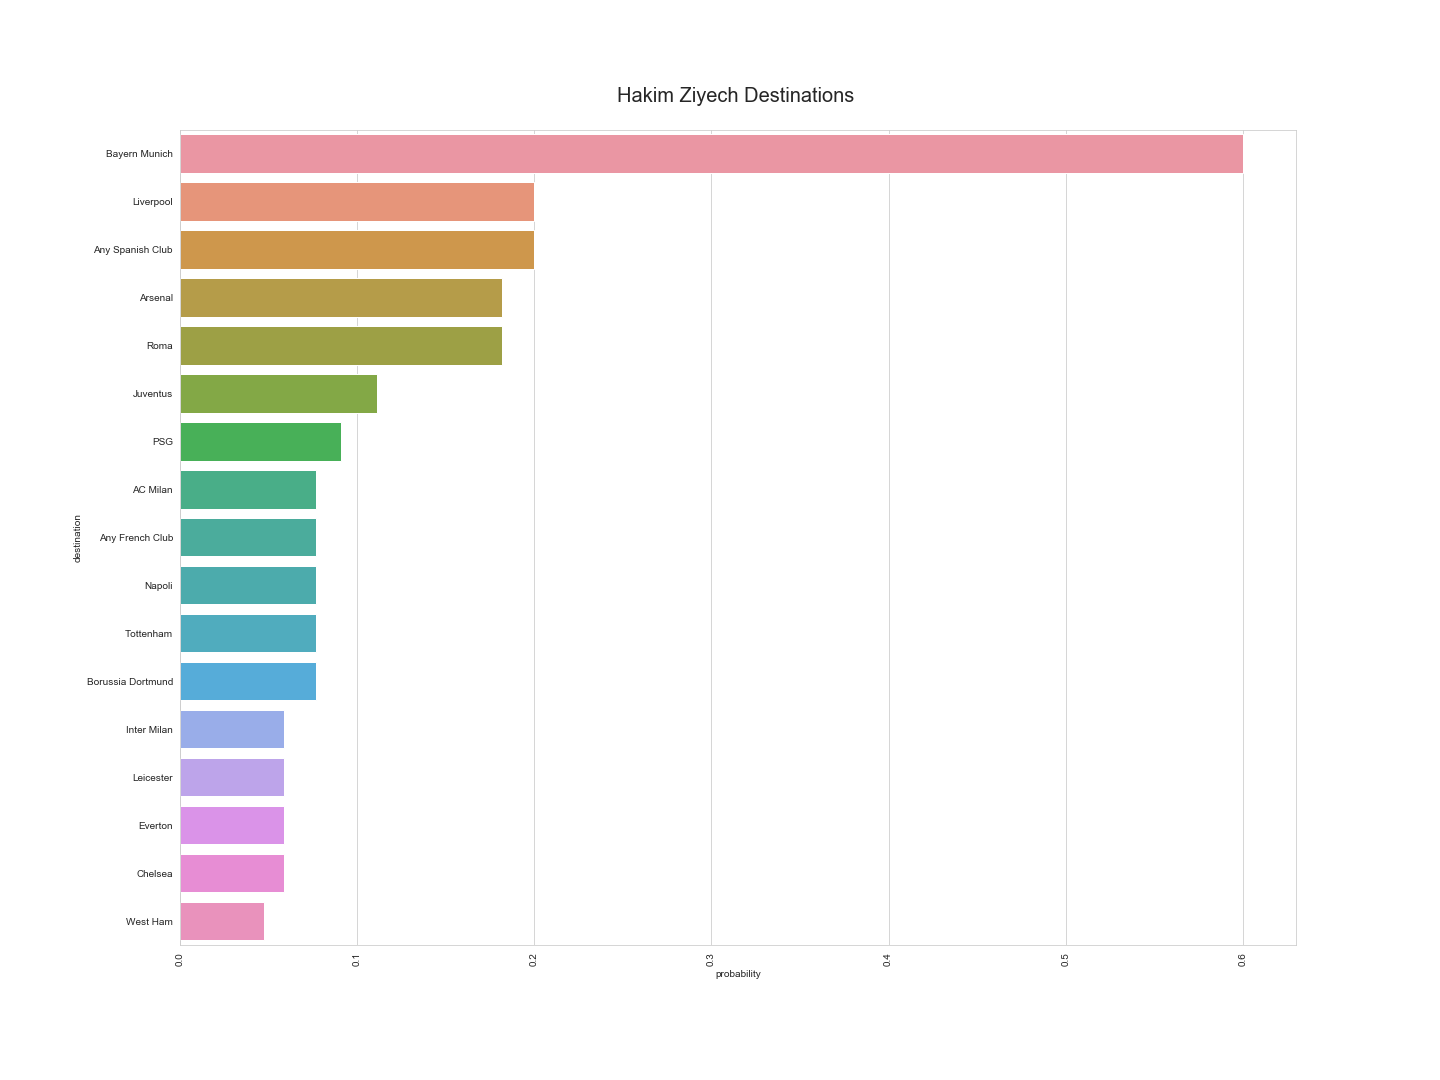 Hakim Ziyech Destinations
Bayern Munich
Liverpool
Any Spanish Club
Arsenal
Roma
Juventus
PSG
AC Milan
Any French Club
Napoli
Tottenham
Borussia Dortmund
Inter Milan
Leicester
Everton
Chelsea
West Ham
destination
0.0 0.1 0.2 0.3 0.4 0.5 0.6
probability